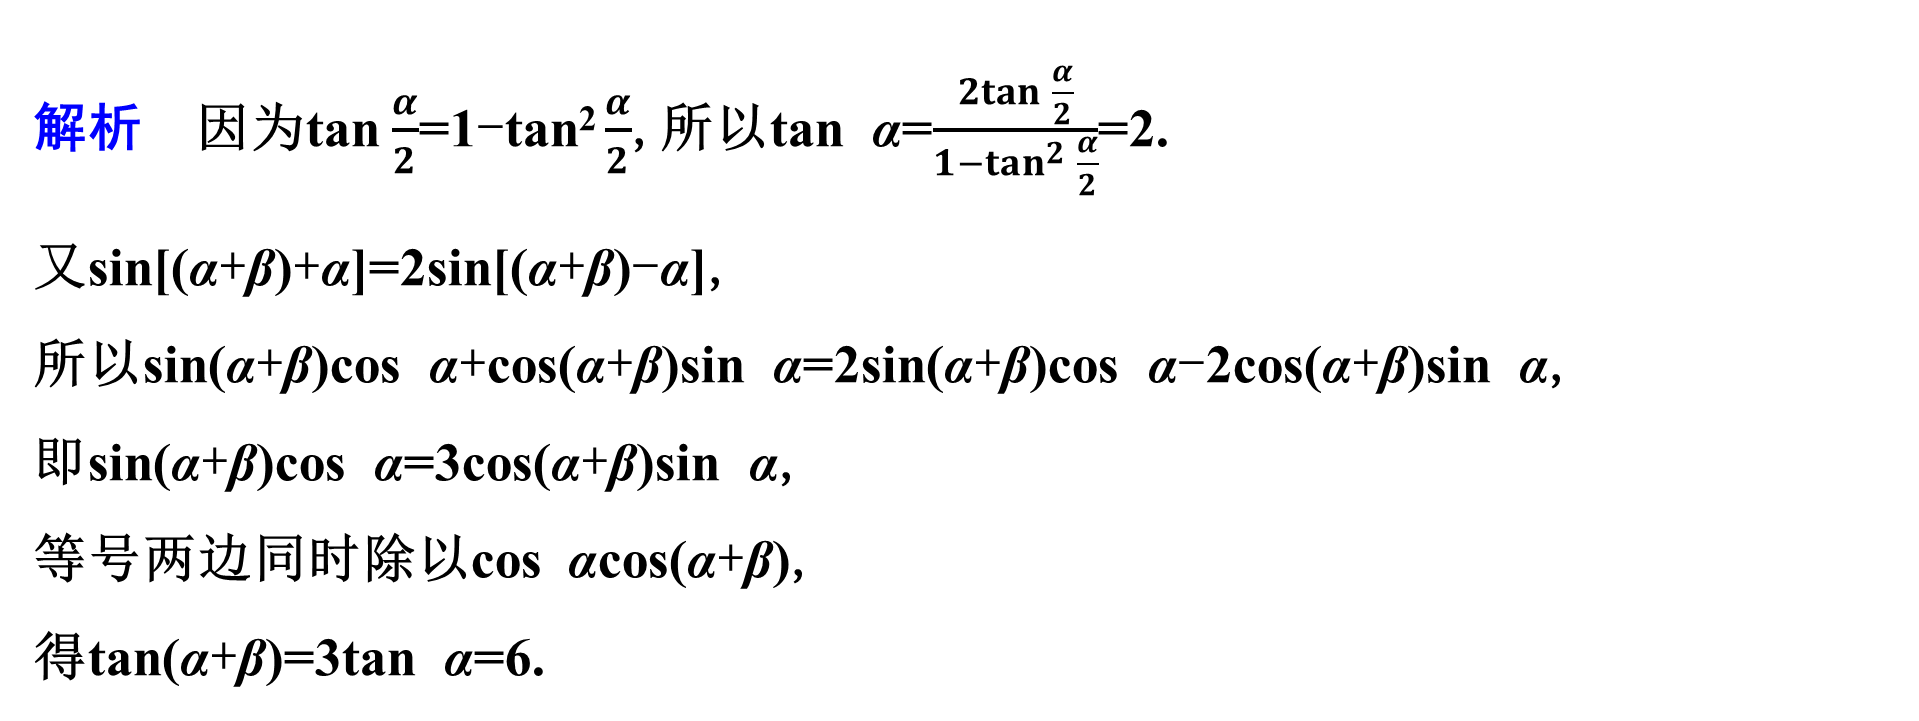 解析　因为tan α/2=1−tan² α/2, 所以tan α=(2tan α/2)/(1−tan² α/2)=2.
又sin[(α+β)+α]=2sin[(α+β)−α],
所以sin(α+β)cos α+cos(α+β)sin α=2sin(α+β)cos α−2cos(α+β)sin α,
即sin(α+β)cos α=3cos(α+β)sin α,
等号两边同时除以cos αcos(α+β),
得tan(α+β)=3tan α=6.